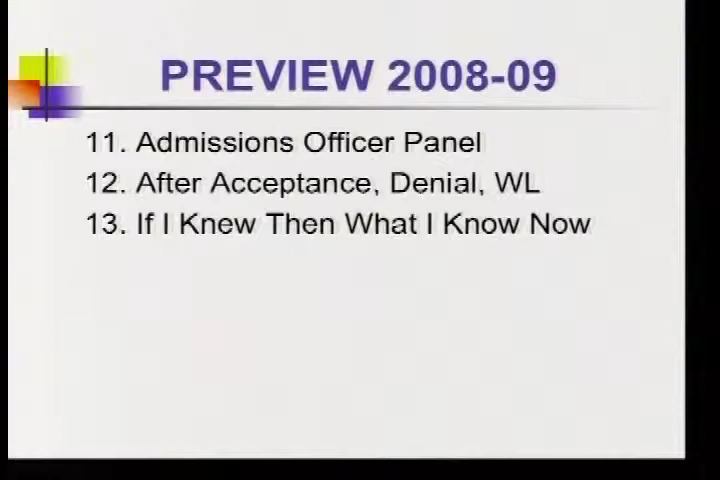 PREVIEW 2008-09
11. Admissions Officer Panel
12. After Acceptance, Denial, WL
13. If I Knew Then What I Know Now